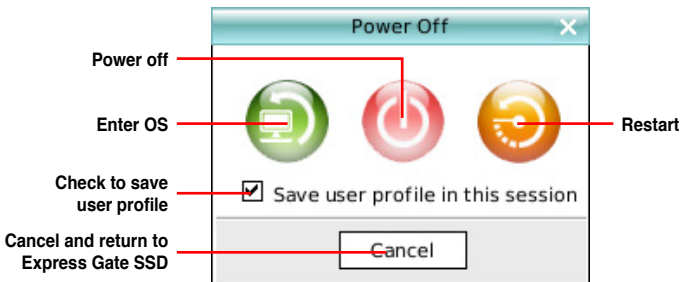 Power Off
Power off
Enter OS
Restart
Check to save
user profile
Save user profile in this session
Cancel and return to
Express Gate SSD
Cancel